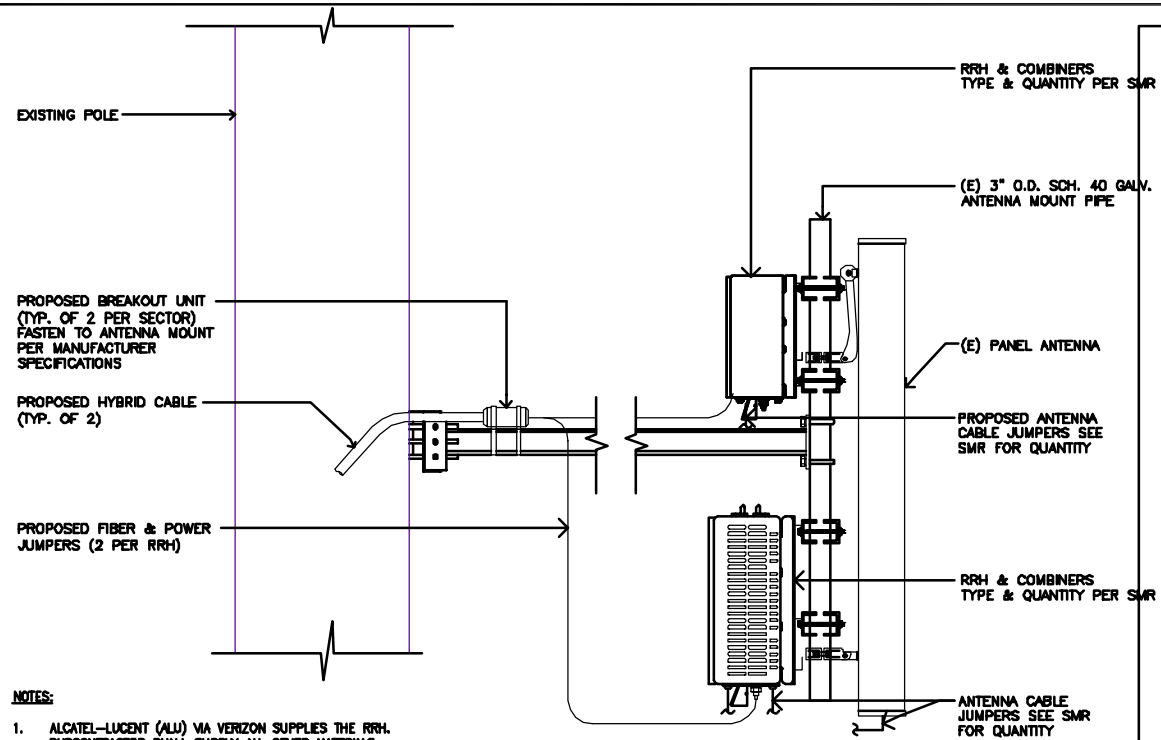 EXISTING POLE
PROPOSED BREAKOUT UNIT
(TYP. OF 2 PER SECTOR)
FASTEN TO ANTENNA MOUNT
PER MANUFACTURER
SPECIFICATIONS
PROPOSED HYBRID CABLE
(TYP. OF 2)
PROPOSED FIBER & POWER
JUMPERS (2 PER RRH)
RRH & COMBINERS
TYPE & QUANTITY PER SMR
(E) 3" O.D. SCH. 40 GALV.
ANTENNA MOUNT PIPE
(E) PANEL ANTENNA
PROPOSED ANTENNA
CABLE JUMPERS SEE
SMR FOR QUANTITY
RRH & COMBINERS
TYPE & QUANTITY PER SMR
ANTENNA CABLE
JUMPERS SEE SMR
FOR QUANTITY
NOTES:
1. ALCATEL-LUCENT (ALU) VIA VERIZON SUPPLIES THE RRH.